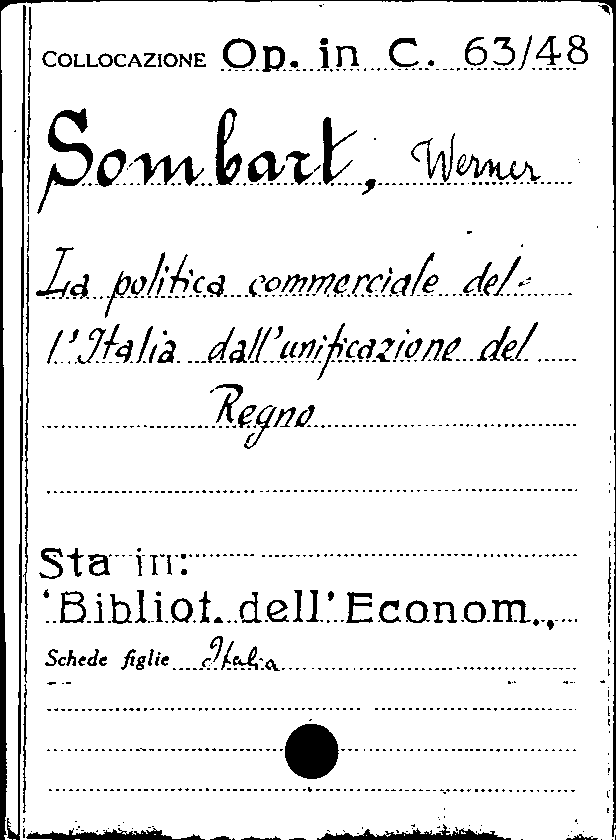 COLLOCAZIONE Op. in C. 63/48
Sombart, Werner
La politica commerciale del=
l'Italia dall'unificazione del
Regno
Sta in:
'Bibliot. dell' Econom.,
Schede figlie Italia